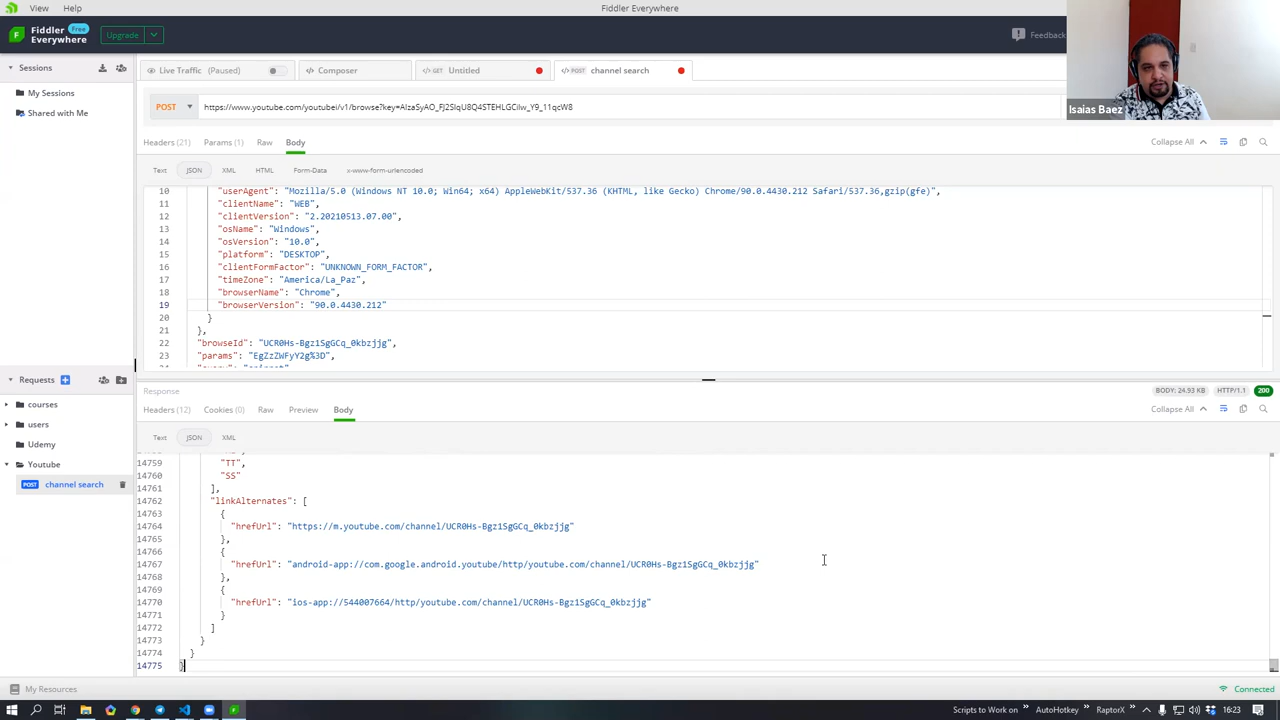 View Help
Fiddler Everywhere
Fiddler Free
Everywhere
Upgrade
Feedback
Isaias Baez
Sessions
My Sessions
Shared with Me
Live Traffic (Paused)
Composer
GET Untitled
POST channel search
POST https://www.youtube.com/youtubei/v1/browse?key=AIzaSyAO_FJ2SlqU8Q4STEHLGCilw_Y9_11qcW8
Headers (21) Params (1) Raw Body
Collapse All
Text JSON XML HTML Form-Data x-www-form-urlencoded
10 "userAgent": "Mozilla/5.0 (Windows NT 10.0; Win64; x64) AppleWebKit/537.36 (KHTML, like Gecko) Chrome/90.0.4430.212 Safari/537.36,gzip(gfe)",
11 "clientName": "WEB",
12 "clientVersion": "2.20210513.07.00",
13 "osName": "Windows",
14 "osVersion": "10.0",
15 "platform": "DESKTOP",
16 "clientFormFactor": "UNKNOWN_FORM_FACTOR",
17 "timeZone": "America/La_Paz",
18 "browserName": "Chrome",
19 "browserVersion": "90.0.4430.212"
20 }
21 },
22 "browseId": "UCR0Hs-Bgz1SgGCq_0kbzjjg",
23 "params": "EgZzZWFyY2g%3D",
Requests
courses
users
Udemy
Youtube
POST channel search
Response
BODY: 24.93 KB HTTP/1.1 200
Headers (12) Cookies (0) Raw Preview Body
Collapse All
Text JSON XML
14759 "TT",
14760 "SS"
14761 ],
14762 "linkAlternates": [
14763 {
14764 "hrefUrl": "https://m.youtube.com/channel/UCR0Hs-Bgz1SgGCq_0kbzjjg"
14765 },
14766 {
14767 "hrefUrl": "android-app://com.google.android.youtube/http/youtube.com/channel/UCR0Hs-Bgz1SgGCq_0kbzjjg"
14768 },
14769 {
14770 "hrefUrl": "ios-app://544007664/http/youtube.com/channel/UCR0Hs-Bgz1SgGCq_0kbzjjg"
14771 }
14772 ]
14773 }
14774 }
14775 }
My Resources
Connected
Scripts to Work on AutoHotkey RaptorX 16:23